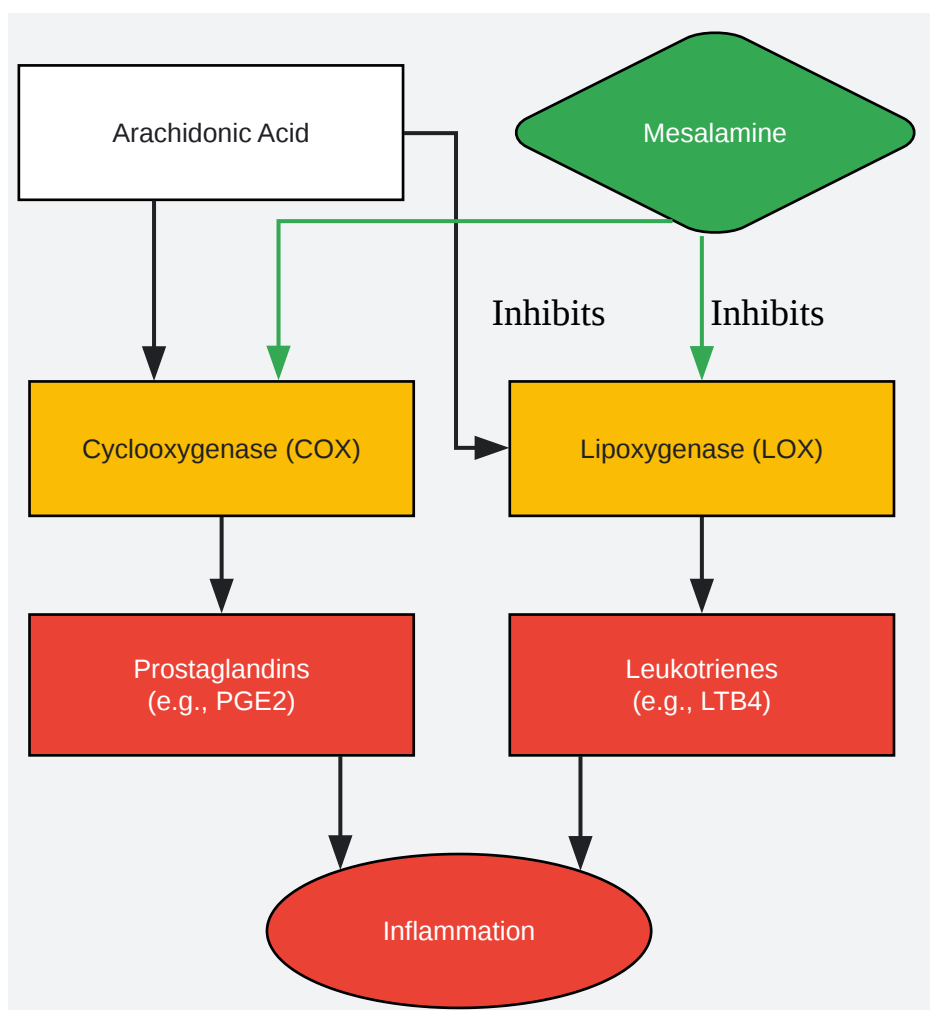 Arachidonic Acid
Mesalamine
Inhibits
Inhibits
Cyclooxygenase (COX)
Lipoxygenase (LOX)
Prostaglandins
(e.g., PGE2)
Leukotrienes
(e.g., LTB4)
Inflammation